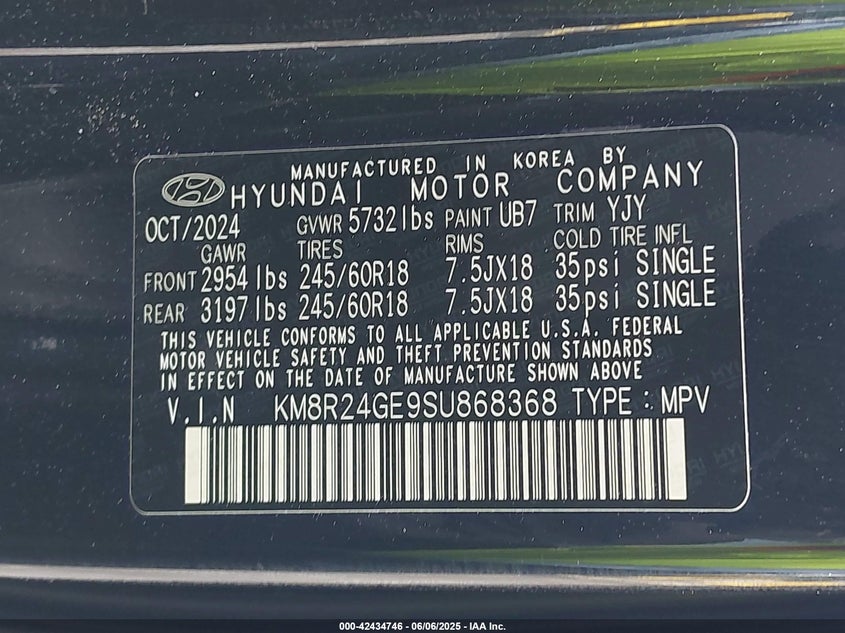 MANUFACTURED IN KOREA BY
HYUNDAI MOTOR COMPANY
OCT/2024 GVWR 5732lbs PAINT UB7 TRIM YJY
GAWR TIRES RIMS COLD TIRE INFL
FRONT 2954lbs 245/60R18 7.5JX18 35psi SINGLE
REAR 3197lbs 245/60R18 7.5JX18 35psi SINGLE
THIS VEHICLE CONFORMS TO ALL APPLICABLE U.S.A. FEDERAL
MOTOR VEHICLE SAFETY AND THEFT PREVENTION STANDARDS
IN EFFECT ON THE DATE OF MANUFACTURE SHOWN ABOVE
V.I.N KM8R24GE9SU868368 TYPE : MPV
000-42434746 - 06/06/2025 - IAA Inc.